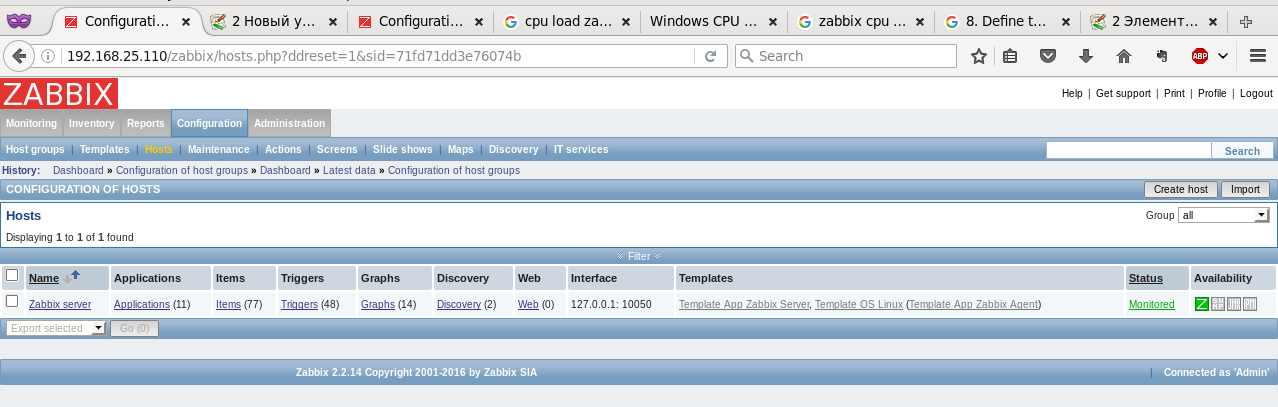 Configurati... × 2 Новый у... × Configurati... × cpu load za... × Windows CPU ... × zabbix cpu ... × 8. Define t... × 2 Элемент... ×
192.168.25.110/zabbix/hosts.php?ddreset=1&sid=71fd71dd3e76074b Search ABP
ZABBIX
Help | Get support | Print | Profile | Logout
Monitoring Inventory Reports Configuration Administration
Host groups | Templates | Hosts | Maintenance | Actions | Screens | Slide shows | Maps | Discovery | IT services Search
History: Dashboard » Configuration of host groups » Dashboard » Latest data » Configuration of host groups
CONFIGURATION OF HOSTS Create host Import
Hosts Group all
Displaying 1 to 1 of 1 found
Filter
Name Applications Items Triggers Graphs Discovery Web Interface Templates Status Availability
Zabbix server Applications (11) Items (77) Triggers (48) Graphs (14) Discovery (2) Web (0) 127.0.0.1: 10050 Template App Zabbix Server, Template OS Linux (Template App Zabbix Agent) Monitored Z
Export selected Go (0)
Zabbix 2.2.14 Copyright 2001-2016 by Zabbix SIA | Connected as 'Admin'